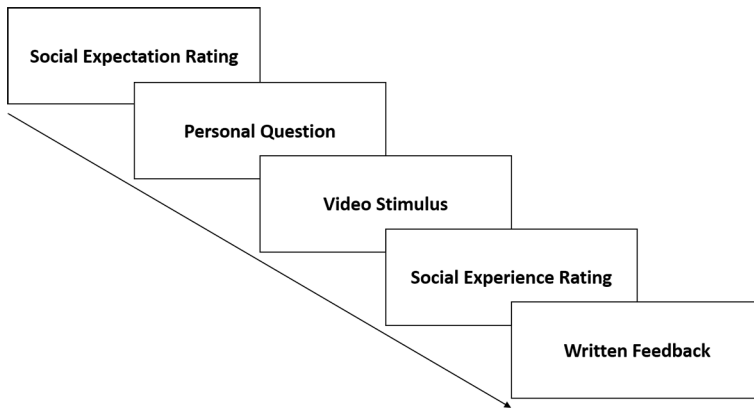 Social Expectation Rating
Personal Question
Video Stimulus
Social Experience Rating
Written Feedback